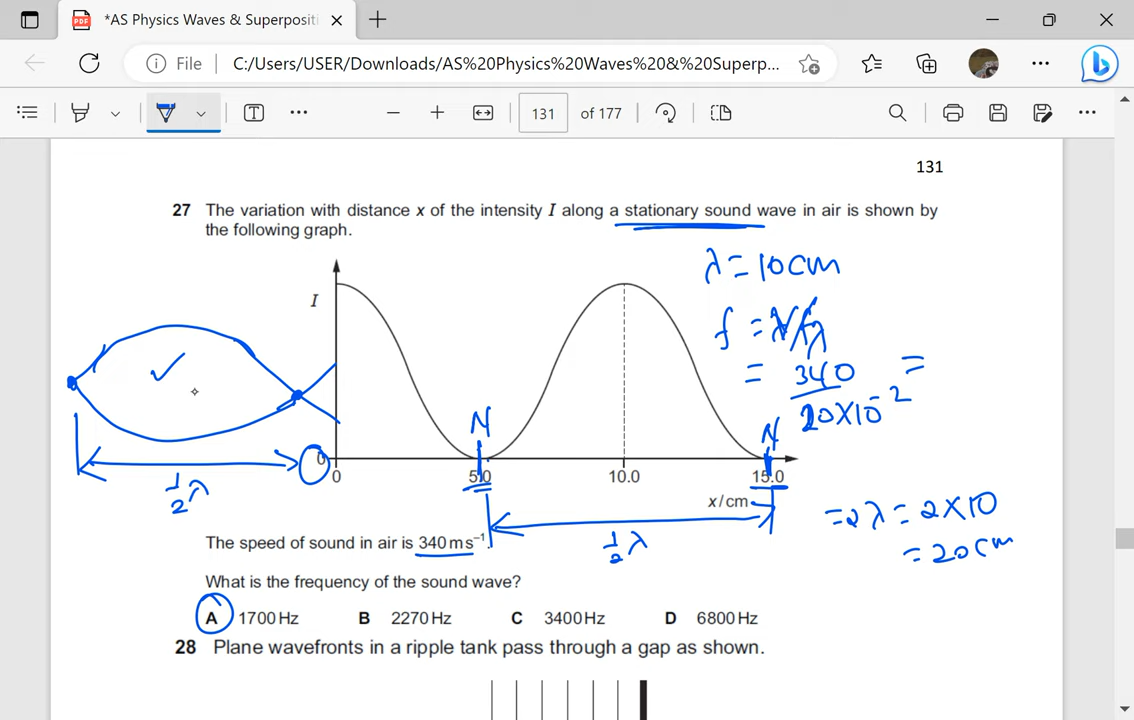 *AS Physics Waves & Superpositi
File
C:/Users/USER/Downloads/AS%20Physics%20Waves%20&%20Superp...
131 of 177
131
27 The variation with distance x of the intensity I along a stationary sound wave in air is shown by
the following graph.
λ = 10cm
I
f = v/λ
= 340 =
20×10⁻²
N
N
0
0 5.0 10.0 15.0
½λ
x/cm
=2λ = 2×10
½λ
= 20cm
The speed of sound in air is 340 m s⁻¹.
What is the frequency of the sound wave?
A 1700 Hz B 2270 Hz C 3400 Hz D 6800 Hz
28 Plane wavefronts in a ripple tank pass through a gap as shown.